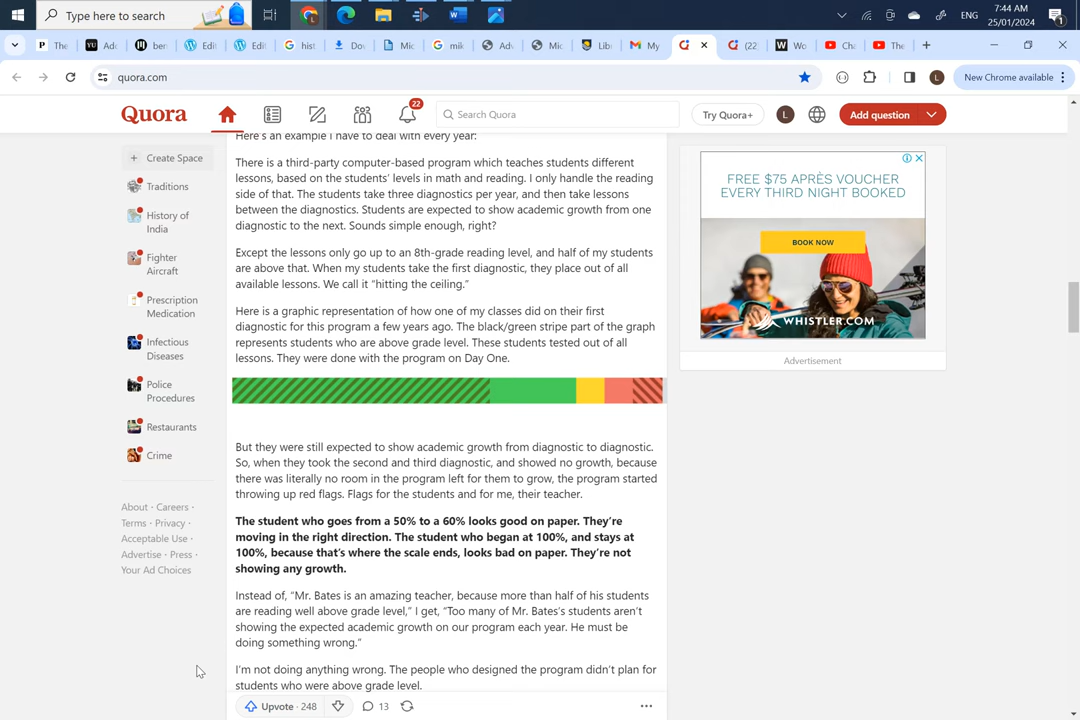 Type here to search
ENG
7:44 AM
25/01/2024
1
P
The
YU
Adc
ber
Edit
Edit
G
hist
Do
Mic
G
mik
Adv
Mic
Lib
My
(22
W
Wo
Ch
The
quora.com
L
New Chrome available
Quora
22
Search Quora
Try Quora+
L
Add question
Create Space
Traditions
History of
India
Fighter
Aircraft
Prescription
Medication
Infectious
Diseases
Police
Procedures
Restaurants
Crime
About · Careers ·
Terms · Privacy ·
Acceptable Use ·
Advertise · Press ·
Your Ad Choices
Here's an example I have to deal with every year:
There is a third-party computer-based program which teaches students different
lessons, based on the students' levels in math and reading. I only handle the reading
side of that. The students take three diagnostics per year, and then take lessons
between the diagnostics. Students are expected to show academic growth from one
diagnostic to the next. Sounds simple enough, right?
Except the lessons only go up to an 8th-grade reading level, and half of my students
are above that. When my students take the first diagnostic, they place out of all
available lessons. We call it “hitting the ceiling.”
Here is a graphic representation of how one of my classes did on their first
diagnostic for this program a few years ago. The black/green stripe part of the graph
represents students who are above grade level. These students tested out of all
lessons. They were done with the program on Day One.
But they were still expected to show academic growth from diagnostic to diagnostic.
So, when they took the second and third diagnostic, and showed no growth, because
there was literally no room in the program left for them to grow, the program started
throwing up red flags. Flags for the students and for me, their teacher.
The student who goes from a 50% to a 60% looks good on paper. They’re
moving in the right direction. The student who began at 100%, and stays at
100%, because that’s where the scale ends, looks bad on paper. They’re not
showing any growth.
Instead of, “Mr. Bates is an amazing teacher, because more than half of his students
are reading well above grade level,” I get, “Too many of Mr. Bates’s students aren’t
showing the expected academic growth on our program each year. He must be
doing something wrong.”
I’m not doing anything wrong. The people who designed the program didn’t plan for
students who were above grade level.
Upvote · 248
13
FREE $75 APRÈS VOUCHER
EVERY THIRD NIGHT BOOKED
BOOK NOW
WHISTLER.COM
Advertisement